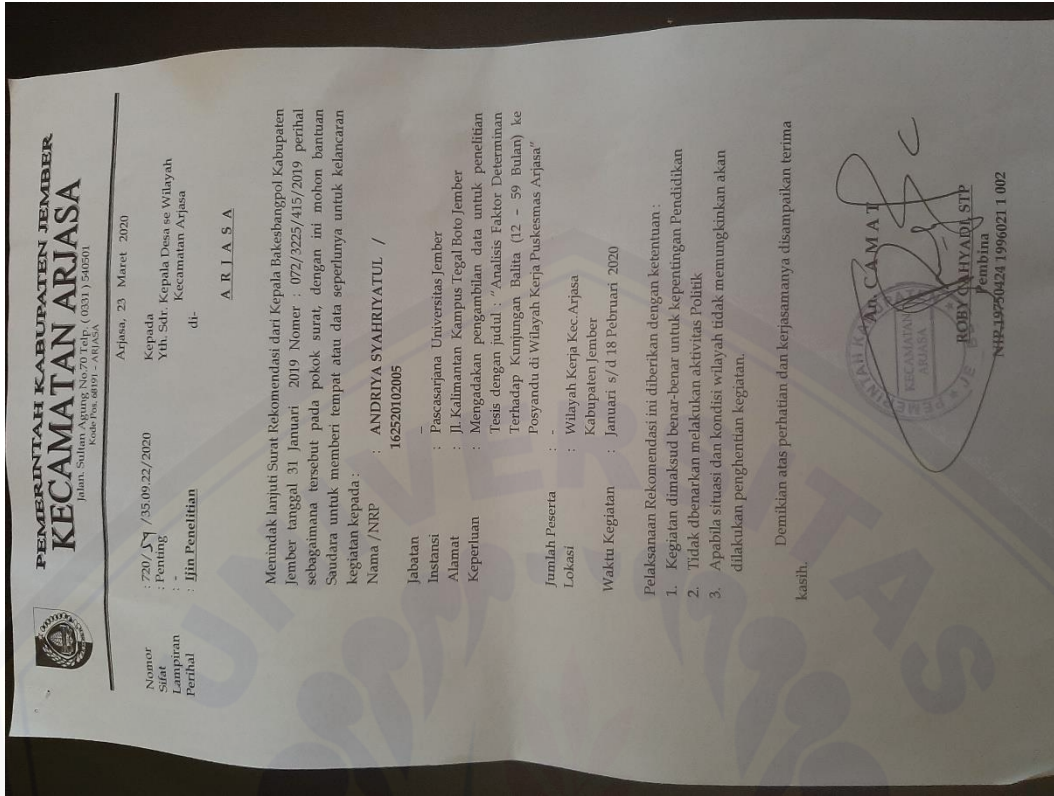 PEMERINTAH KABUPATEN JEMBER
KECAMATAN ARJASA
Jalan Sultan Agung No.70 Telp. ( 0331 ) 540501
Kode Pos. 68191 - ARJASA
Arjasa, 23 Maret 2020
Nomor : 720/ 59 /35.09.22/2020
Sifat : Penting
Lampiran : -
Perihal : Ijin Penelitian
Kepada
Yth. Sdr. Kepala Desa se Wilayah
Kecamatan Arjasa
di-
A R J A S A
Menindak lanjuti Surat Rekomendasi dari Kepala Bakesbangpol Kabupaten
Jember tanggal 31 Januari 2019 Nomer : 072/3225/415/2019 perihal
sebagaimana tersebut pada pokok surat, dengan ini mohon bantuan
Saudara untuk memberi tempat atau data seperlunya untuk kelancaran
kegiatan kepada :
Nama /NRP : ANDRIYA SYAHRIYATUL /
162520102005
Jabatan : -
Instansi : Pascasarjana Universitas Jember
Alamat : Jl. Kalimantan Kampus Tegal Boto Jember
Keperluan : Mengadakan pengambilan data untuk penelitian
Tesis dengan judul : "Analisis Faktor Determinan
Terhadap Kunjungan Balita (12 – 59 Bulan) ke
Posyandu di Wilayah Kerja Puskesmas Arjasa"
Jumlah Peserta : -
Lokasi : Wilayah Kerja Kec.Arjasa
Kabupaten Jember
Waktu Kegiatan : Januari s/d 18 Pebruari 2020
Pelaksanaan Rekomendasi ini diberikan dengan ketentuan :
1. Kegiatan dimaksud benar-benar untuk kepentingan Pendidikan
2. Tidak dbenarkan melakukan aktivitas Politik
3. Apabila situasi dan kondisi wilayah tidak memungkinkan akan
dilakukan penghentian kegiatan.
Demikian atas perhatian dan kerjasamanya disampaikan terima
kasih.
An. CAMAT
KECAMATAN
ARJASA
ROBY CAHYADI,STP
Pembina
NIP.19750424 1996021 1 002
UNIVERSITAS